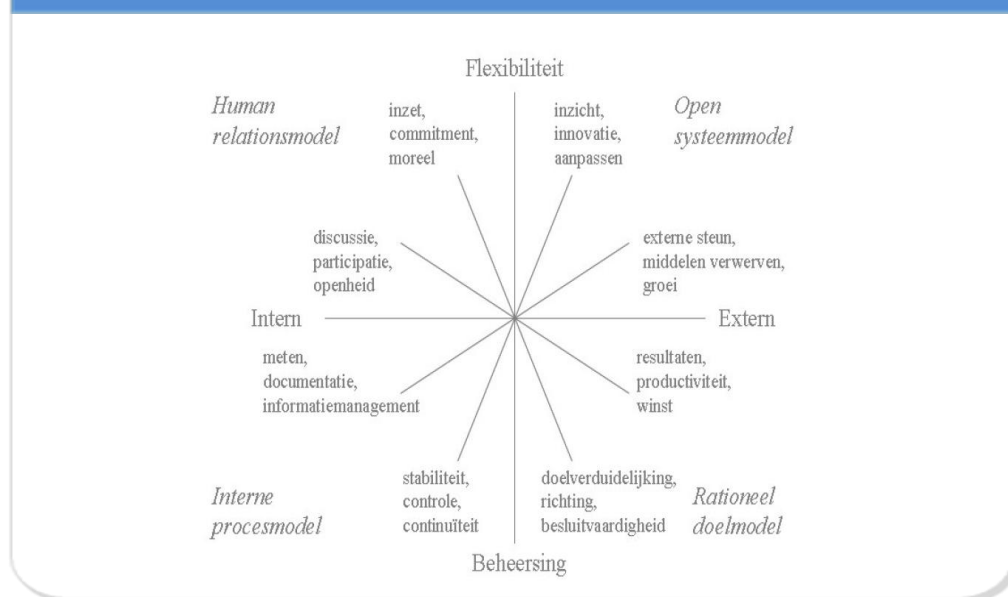 Flexibiliteit
Human
relationsmodel
inzet,
commitment,
moreel
inzicht,
innovatie,
aanpassen
Open
systeemmodel
discussie,
participatie,
openheid
externe steun,
middelen verwerven,
groei
Intern
Extern
meten,
documentatie,
informatiemanagement
resultaten,
productiviteit,
winst
Interne
procesmodel
stabiliteit,
controle,
continuïteit
doelverduidelijking,
richting,
besluitvaardigheid
Rationeel
doelmodel
Beheersing